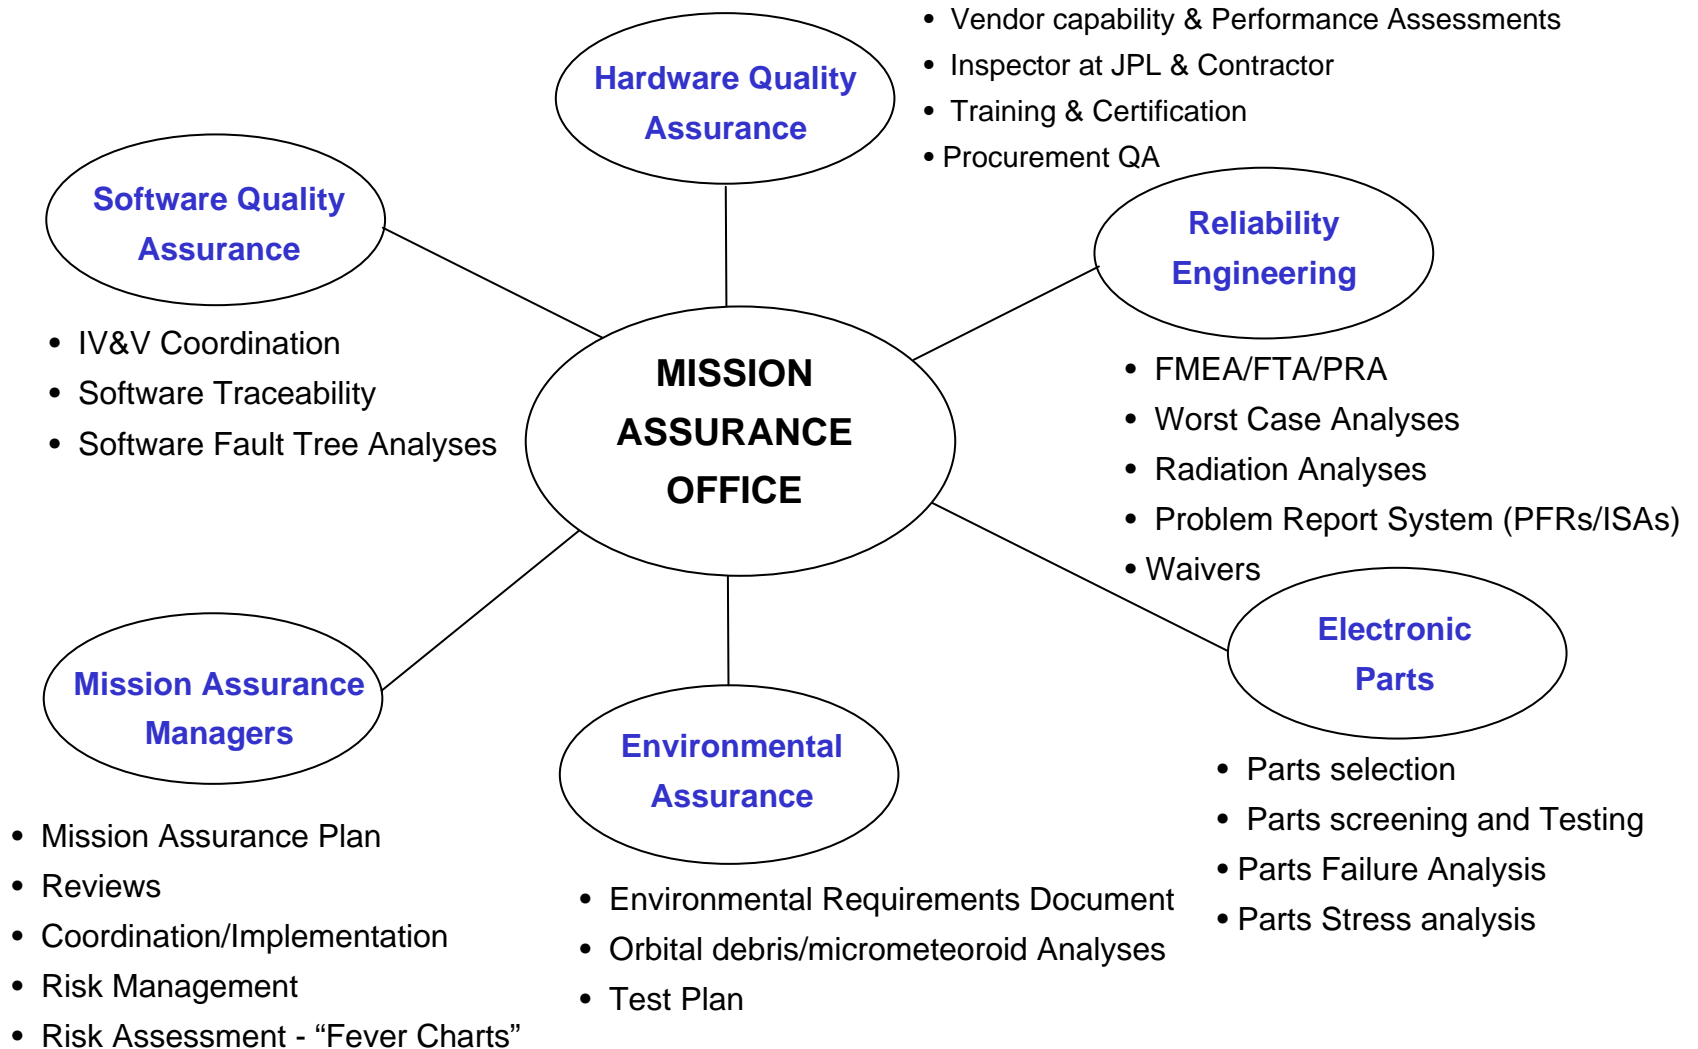 Hardware Quality
Assurance
• Vendor capability & Performance Assessments
• Inspector at JPL & Contractor
• Training & Certification
• Procurement QA
Software Quality
Assurance
• IV&V Coordination
• Software Traceability
• Software Fault Tree Analyses
MISSION
ASSURANCE
OFFICE
Reliability
Engineering
• FMEA/FTA/PRA
• Worst Case Analyses
• Radiation Analyses
• Problem Report System (PFRs/ISAs)
• Waivers
Mission Assurance
Managers
• Mission Assurance Plan
• Reviews
• Coordination/Implementation
• Risk Management
• Risk Assessment - “Fever Charts”
Environmental
Assurance
• Environmental Requirements Document
• Orbital debris/micrometeoroid Analyses
• Test Plan
Electronic
Parts
• Parts selection
• Parts screening and Testing
• Parts Failure Analysis
• Parts Stress analysis